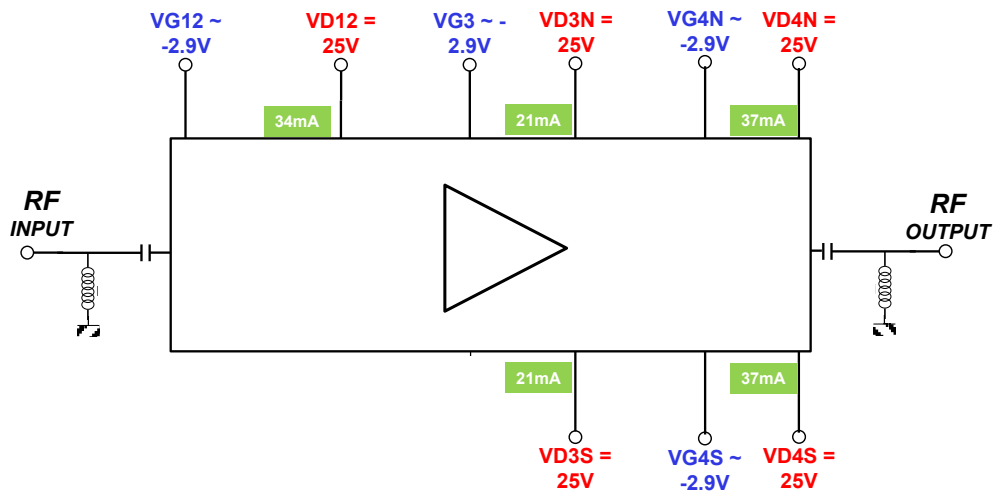 VG12 ~
-2.9V
VD12 =
25V
VG3 ~ -
2.9V
VD3N =
25V
VG4N ~
-2.9V
VD4N =
25V
34mA
21mA
37mA
RF
INPUT
RF
OUTPUT
21mA
37mA
VD3S =
25V
VG4S ~
-2.9V
VD4S =
25V